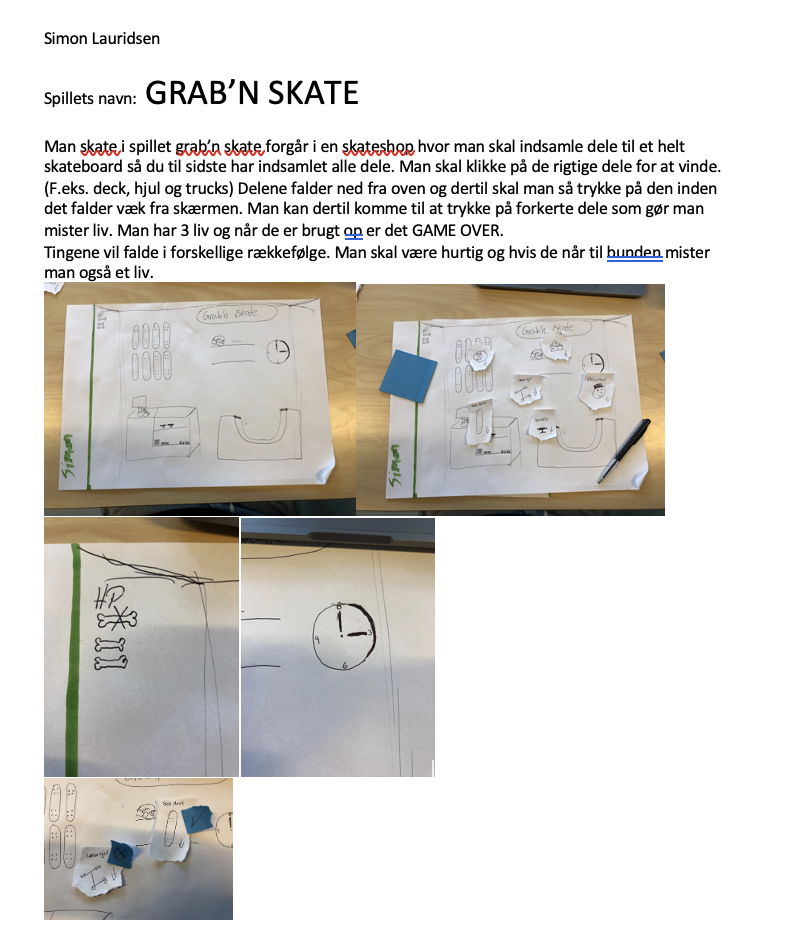 Simon Lauridsen
Spillets navn: GRAB’N SKATE
Man skate i spillet grab’n skate forgår i en skateshop hvor man skal indsamle dele til et helt
skateboard så du til sidste har indsamlet alle dele. Man skal klikke på de rigtige dele for at vinde.
(F.eks. deck, hjul og trucks) Delene falder ned fra oven og dertil skal man så trykke på den inden
det falder væk fra skærmen. Man kan dertil komme til at trykke på forkerte dele som gør man
mister liv. Man har 3 liv og når de er brugt op er det GAME OVER.
Tingene vil falde i forskellige rækkefølge. Man skal være hurtig og hvis de når til bunden mister
man også et liv.
Grab'n skate
Simon
Grab'n skate
Simon
HP
9
3
6